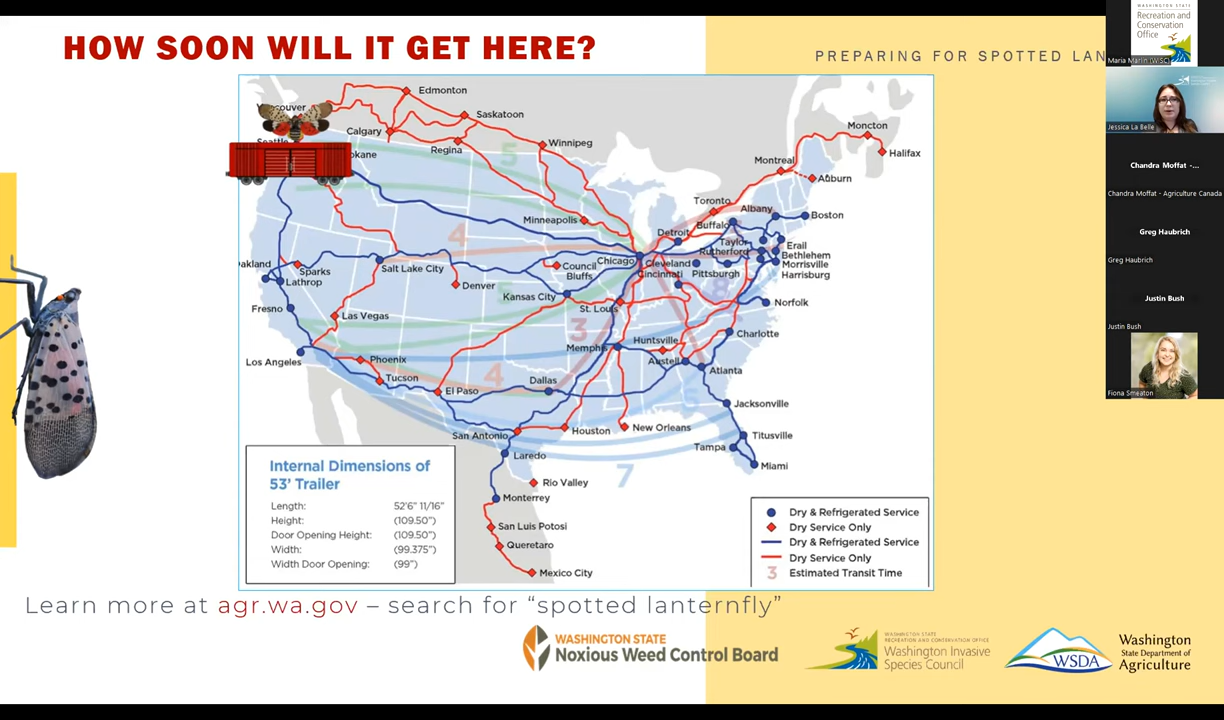 HOW SOON WILL IT GET HERE?
PREPARING FOR SPOTTED LAN
WASHINGTON STATE
Recreation and
Conservation
Office
Maria Marlin (WISC)
Jessica La Belle
Chandra Moffat -...
Chandra Moffat - Agriculture Canada
Greg Haubrich
Greg Haubrich
Justin Bush
Justin Bush
Fiona Smeaton
Edmonton
Saskatoon
Calgary
Regina
Winnipeg
Moncton
Halifax
Montreal
Auburn
Toronto
Albany
Buffalo
Boston
Minneapolis
Detroit
Taylor
Rutherford
Erail
Bethlehem
Morrisville
Harrisburg
Chicago
Cleveland
Cincinnati
Pittsburgh
Council
Bluffs
Salt Lake City
Sparks
Lathrop
Denver
Kansas City
St. Louis
Norfolk
Fresno
Las Vegas
Los Angeles
Phoenix
Tucson
El Paso
Dallas
Memphis
Huntsville
Charlotte
Austell
Atlanta
Jacksonville
San Antonio
Houston
New Orleans
Titusville
Tampa
Miami
Laredo
Rio Valley
Monterrey
San Luis Potosi
Queretaro
Mexico City
5
4
5
3
8
4
7
Internal Dimensions of
53' Trailer
Length: 52'6" 11/16"
Height: (109.50")
Door Opening Height: (109.50")
Width: (99.375")
Width Door Opening: (99")
Dry & Refrigerated Service
Dry Service Only
Dry & Refrigerated Service
Dry Service Only
3 Estimated Transit Time
Learn more at agr.wa.gov – search for “spotted lanternfly”
WASHINGTON STATE
Noxious Weed Control Board
WASHINGTON STATE
RECREATION AND CONSERVATION OFFICE
Washington Invasive
Species Council
WSDA
Washington
State Department of
Agriculture